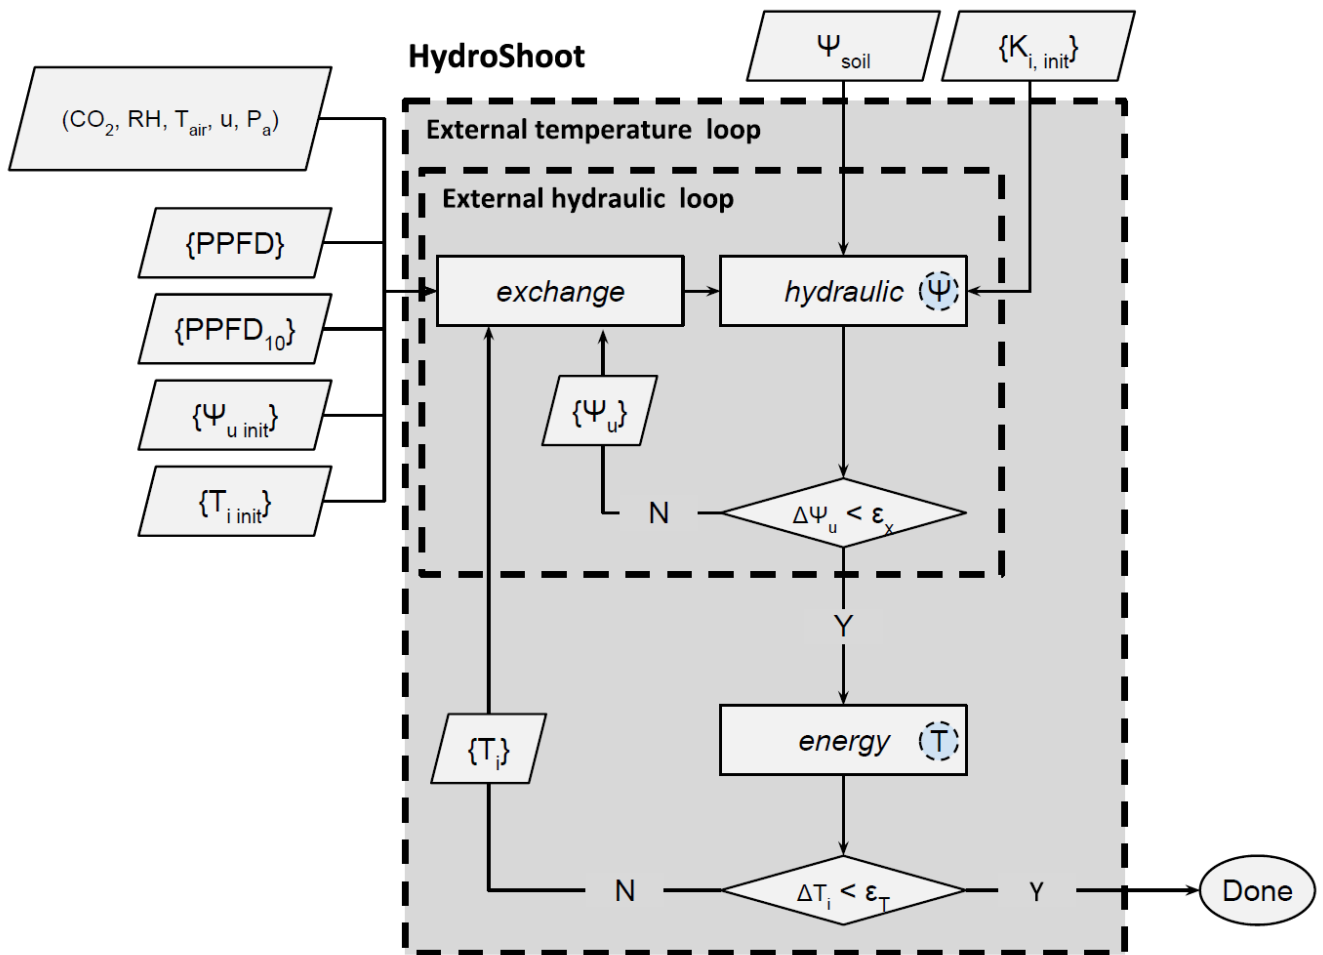 HydroShoot
Ψsoil
{Ki, init}
(CO2, RH, Tair, u, Pa)
External temperature loop
External hydraulic loop
{PPFD}
exchange
hydraulic Ψ
{PPFD10}
{Ψu init}
{Ψu}
{Ti init}
N
ΔΨu < εx
Y
{Ti}
energy T
N
ΔTi < εT
Y
Done